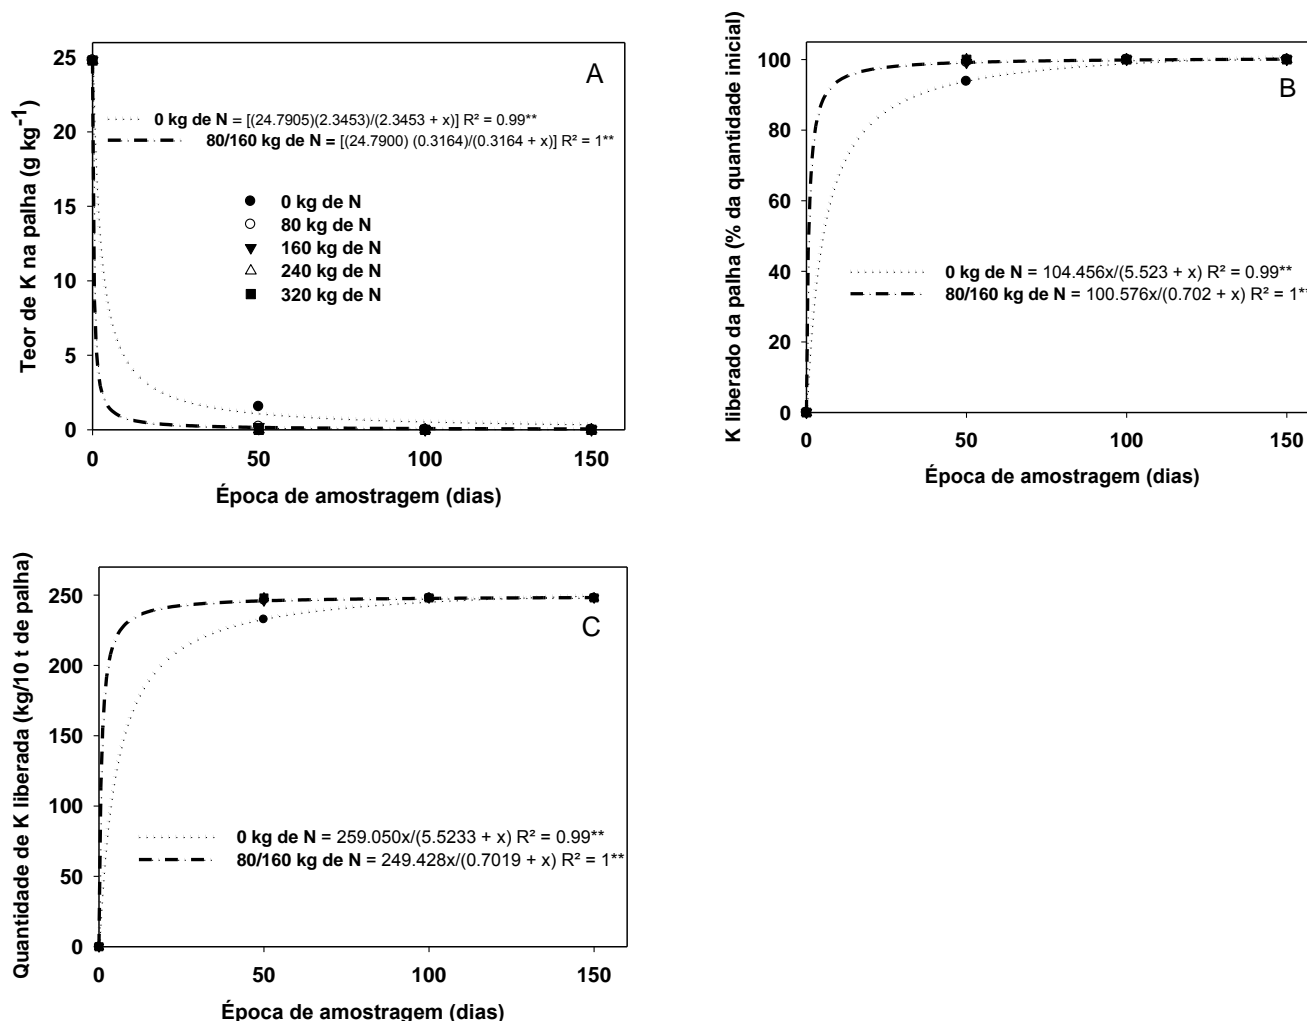 A
Teor de K na palha (g kg-1)
25
20
15
10
5
0
0 kg de N = [(24.7905)(2.3453)/(2.3453 + x)] R² = 0.99**
80/160 kg de N = [(24.7900) (0.3164)/(0.3164 + x)] R² = 1**
0 kg de N
80 kg de N
160 kg de N
240 kg de N
320 kg de N
0 50 100 150
Época de amostragem (dias)
B
K liberado da palha (% da quantidade inicial)
100
80
60
40
20
0
0 kg de N = 104.456x/(5.523 + x) R² = 0.99**
80/160 kg de N = 100.576x/(0.702 + x) R² = 1*
0 50 100 150
Época de amostragem (dias)
C
Quantidade de K liberada (kg/10 t de palha)
250
200
150
100
50
0
0 kg de N = 259.050x/(5.5233 + x) R² = 0.99**
80/160 kg de N = 249.428x/(0.7019 + x) R² = 1**
0 50 100 150
Época de amostragem (dias)